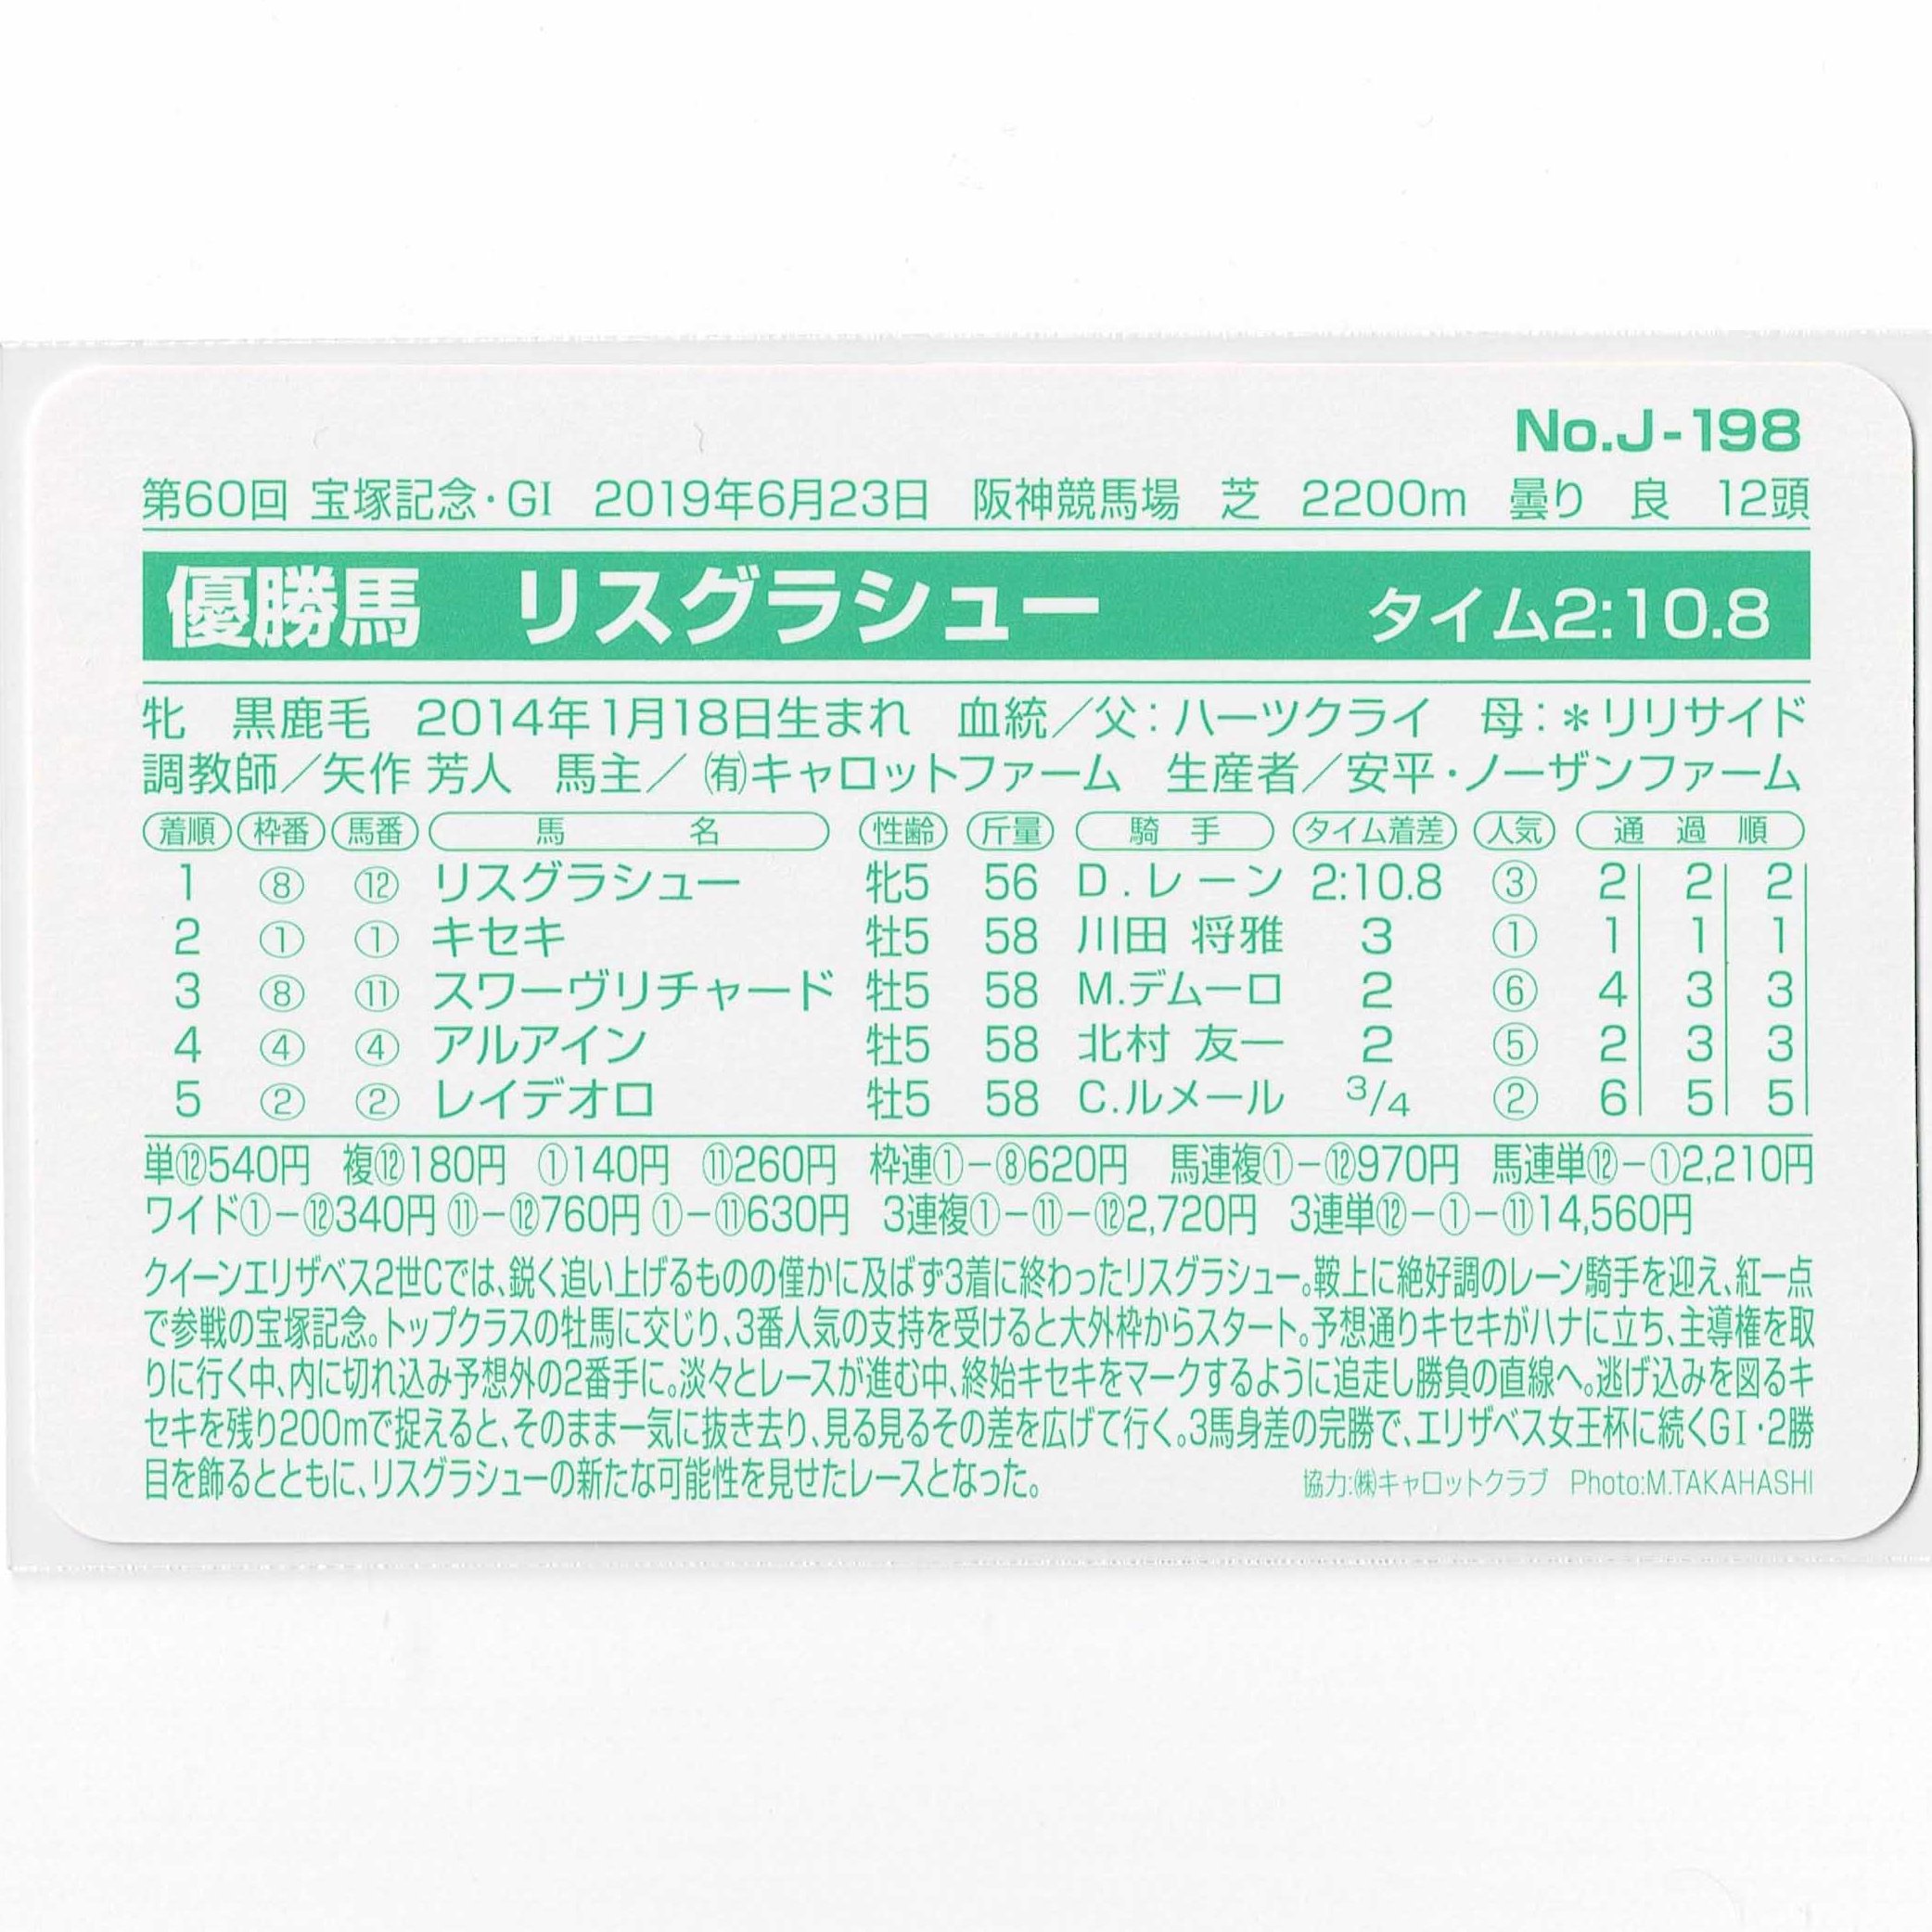 No.J-198
第60回 宝塚記念・GI 2019年6月23日 阪神競馬場 芝 2200m 曇り 良 12頭
優勝馬 リスグラシュー タイム2:10.8
牝 黒鹿毛 2014年1月18日生まれ 血統／父：ハーツクライ 母：＊リリサイド
調教師／矢作 芳人 馬主／㈲キャロットファーム 生産者／安平・ノーザンファーム
着順 枠番 馬番 馬名 性齢 斤量 騎手 タイム着差 人気 通過順
1 ⑧ ⑫ リスグラシュー 牝5 56 D.レーン 2:10.8 ③ 2 2 2
2 ① ① キセキ 牡5 58 川田 将雅 3 ① 1 1 1
3 ⑧ ⑪ スワーヴリチャード 牡5 58 M.デムーロ 2 ⑥ 4 3 3
4 ④ ④ アルアイン 牡5 58 北村 友一 2 ⑤ 2 3 3
5 ② ② レイデオロ 牡5 58 C.ルメール 3/4 ② 6 5 5
単⑫540円 複⑫180円 ①140円 ⑪260円 枠連①－⑧620円 馬連複①－⑫970円 馬連単⑫－①2,210円
ワイド①－⑫340円 ⑪－⑫760円 ①－⑪630円 3連複①－⑪－⑫2,720円 3連単⑫－①－⑪14,560円
クイーンエリザベス2世Cでは、鋭く追い上げるものの僅かに及ばず3着に終わったリスグラシュー。鞍上に絶好調のレーン騎手を迎え、紅一点
で参戦の宝塚記念。トップクラスの牡馬に交じり、3番人気の支持を受けると大外枠からスタート。予想通りキセキがハナに立ち、主導権を取
りに行く中、内に切れ込み予想外の2番手に。淡々とレースが進む中、終始キセキをマークするように追走し勝負の直線へ。逃げ込みを図るキ
セキを残り200mで捉えると、そのまま一気に抜き去り、見る見るその差を広げて行く。3馬身差の完勝で、エリザベス女王杯に続くGI・2勝
目を飾るとともに、リスグラシューの新たな可能性を見せたレースとなった。
協力:㈱キャロットクラブ Photo:M.TAKAHASHI